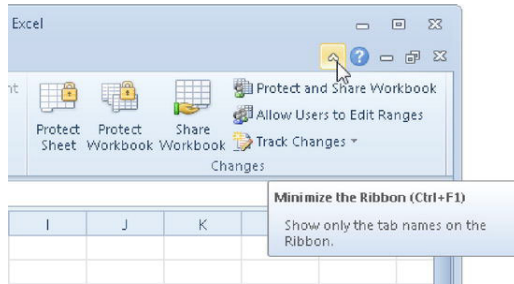 Excel
nt
Protect and Share Workbook
Allow Users to Edit Ranges
Protect Protect Share
Sheet Workbook Workbook
Track Changes
Changes
Minimize the Ribbon (Ctrl+F1)
Show only the tab names on the
Ribbon.
I J K